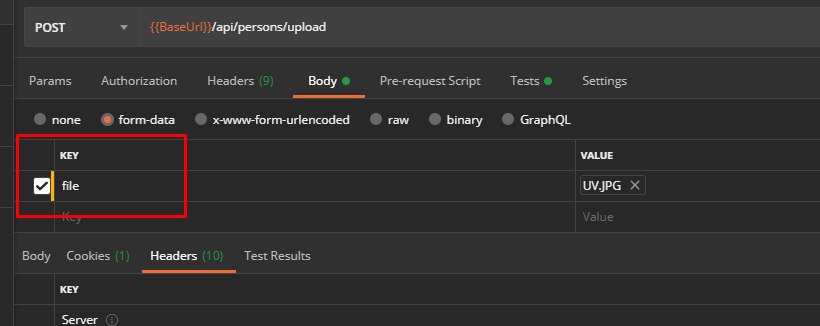 POST {{BaseUrl}}/api/persons/upload
Params Authorization Headers (9) Body Pre-request Script Tests Settings
none form-data x-www-form-urlencoded raw binary GraphQL
KEY VALUE
file UV.JPG
Key Value
Body Cookies (1) Headers (10) Test Results
KEY
Server